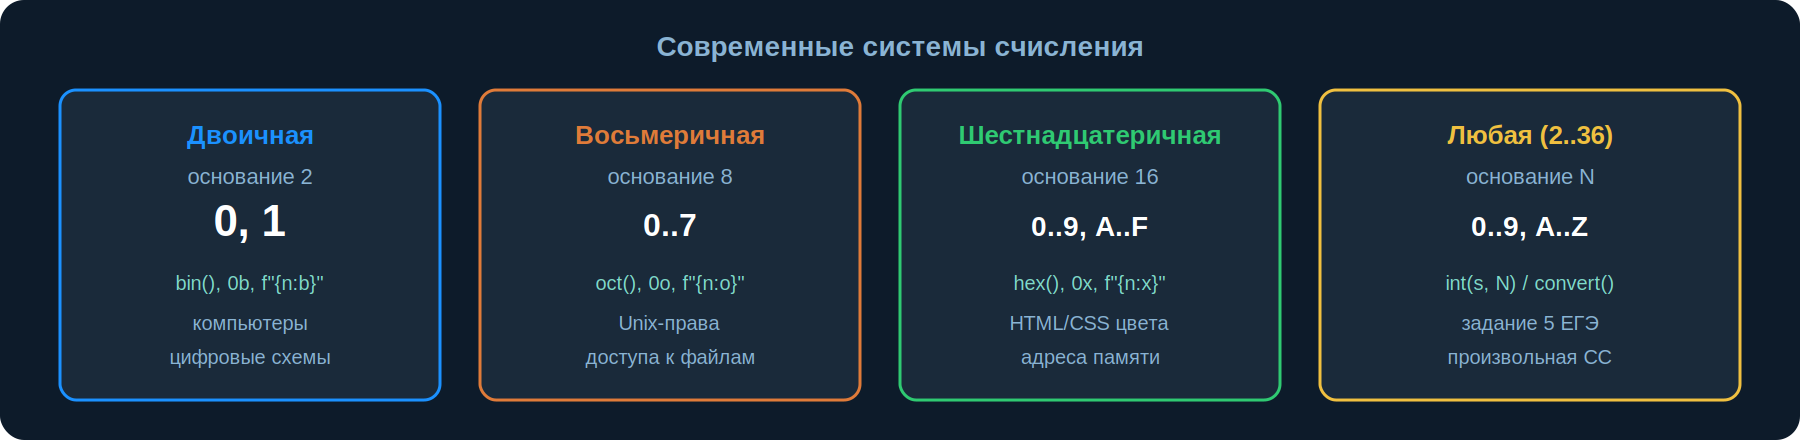 Современные системы счисления
Двоичная
основание 2
0, 1
bin(), 0b, f"{n:b}"
компьютеры
цифровые схемы
Восьмеричная
основание 8
0..7
oct(), 0o, f"{n:o}"
Unix-права
доступа к файлам
Шестнадцатеричная
основание 16
0..9, A..F
hex(), 0x, f"{n:x}"
HTML/CSS цвета
адреса памяти
Любая (2..36)
основание N
0..9, A..Z
int(s, N) / convert()
задание 5 ЕГЭ
произвольная СС